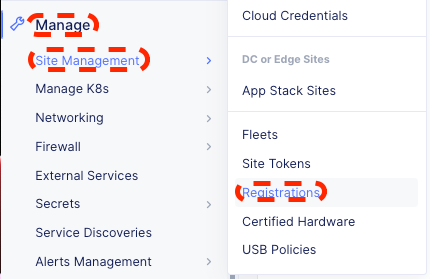 Manage
Site Management
Manage K8s
Networking
Firewall
External Services
Secrets
Service Discoveries
Alerts Management
Cloud Credentials
DC or Edge Sites
App Stack Sites
Fleets
Site Tokens
Registrations
Certified Hardware
USB Policies